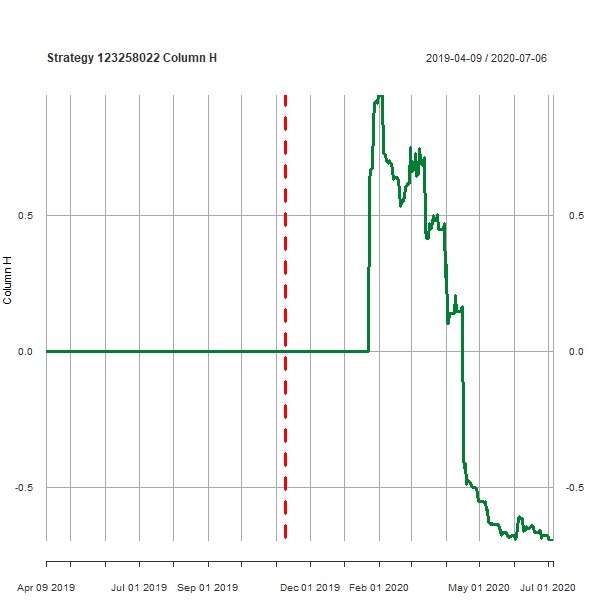 Strategy 123258022 Column H
2019-04-09 / 2020-07-06
0.5
0.5
Column H
0.0
0.0
-0.5
-0.5
Apr 09 2019
Jul 01 2019
Sep 01 2019
Dec 01 2019
Feb 01 2020
May 01 2020
Jul 01 2020